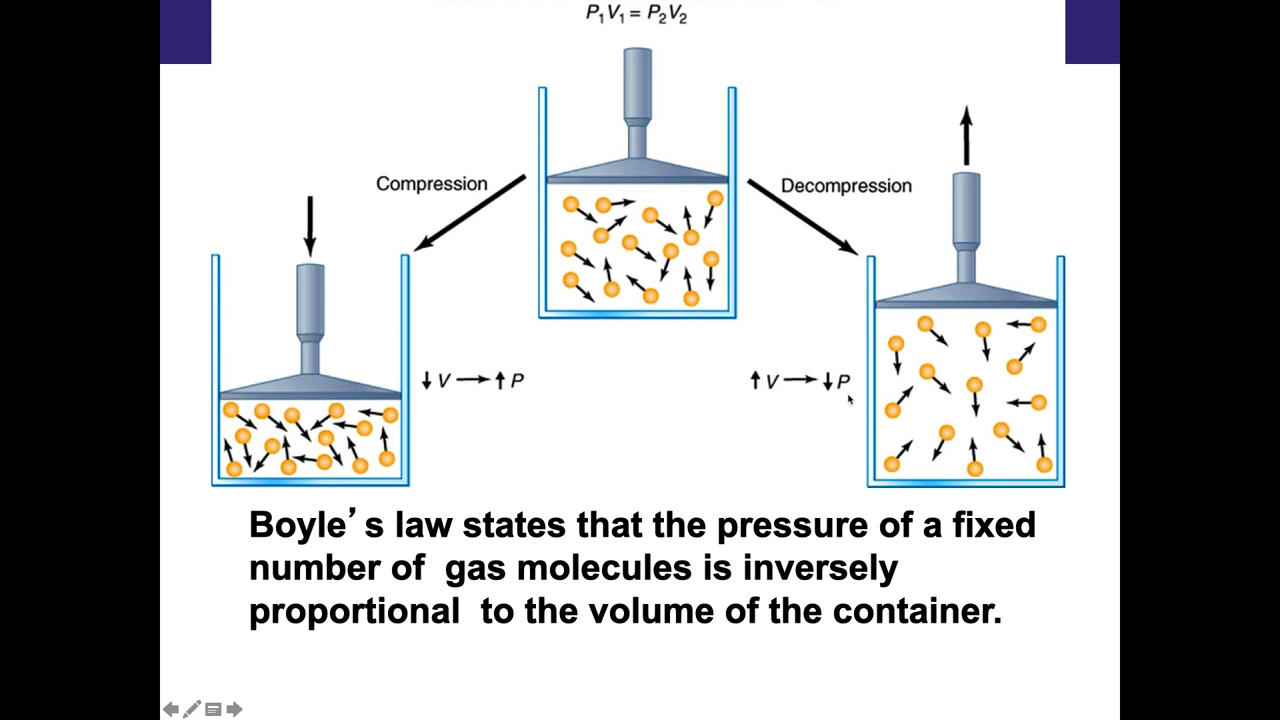 P₁V₁ = P₂V₂
Compression
Decompression
↓V → ↑P
↑V → ↓P
Boyle’s law states that the pressure of a fixed
number of  gas molecules is inversely
proportional  to the volume of the container.